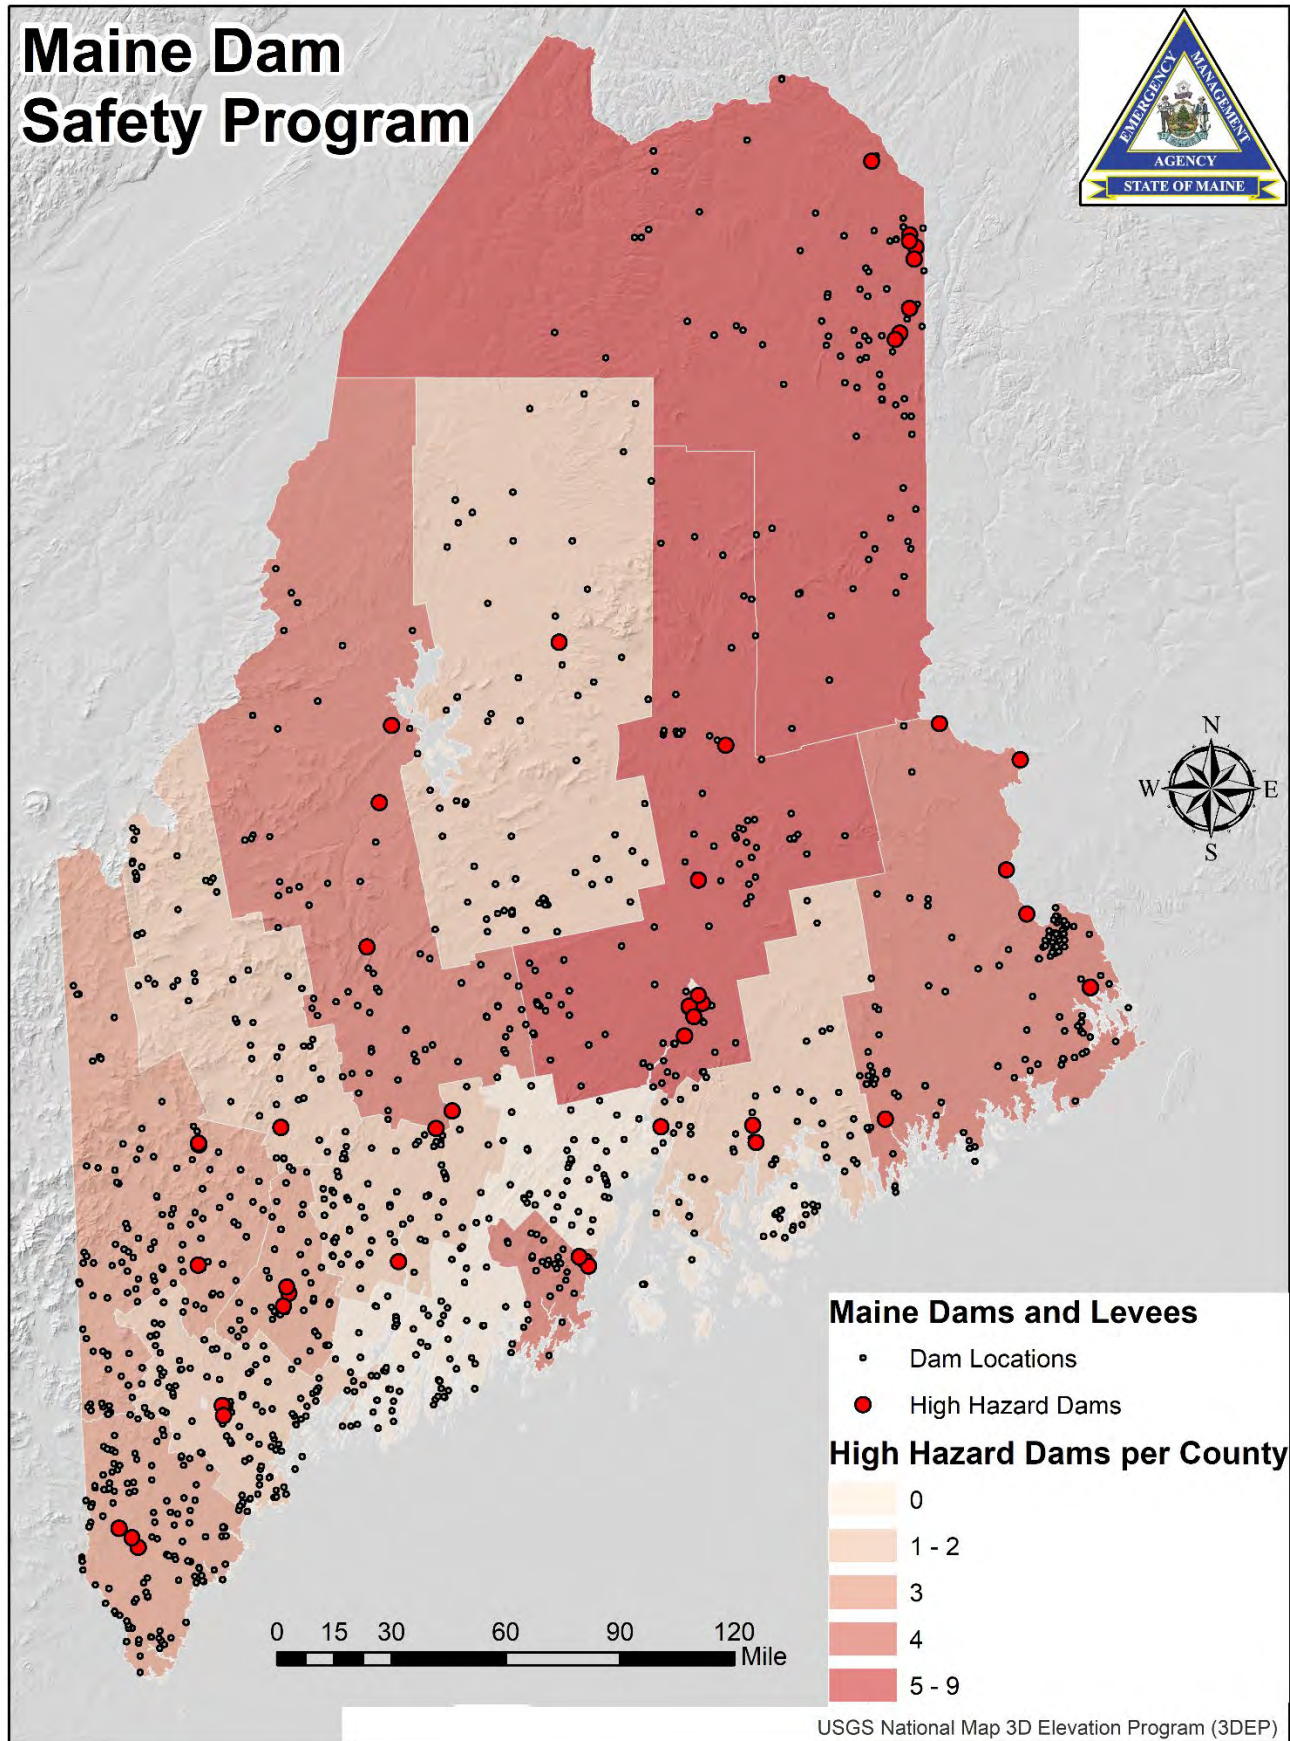 Maine Dam
Safety Program
EMERGENCY
MANAGEMENT
AGENCY
STATE OF MAINE
N
W E
S
Maine Dams and Levees
Dam Locations
High Hazard Dams
High Hazard Dams per County
0
1 - 2
3
4
5 - 9
0 15 30 60 90 120
Mile
USGS National Map 3D Elevation Program (3DEP)